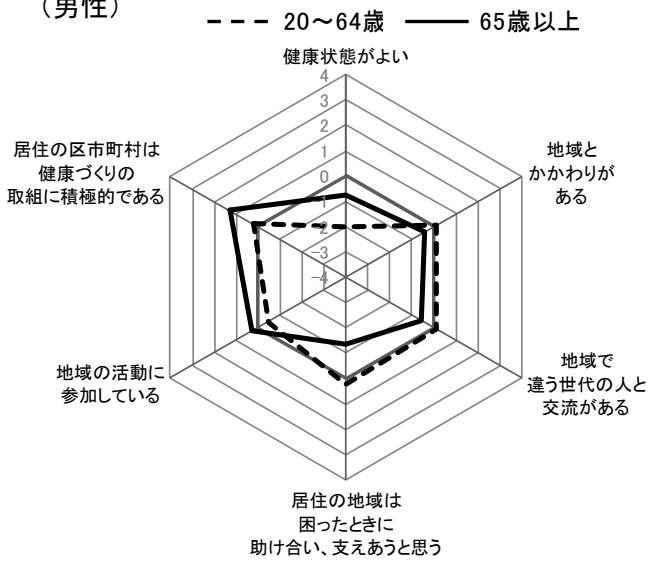 （男性）
20～64歳 65歳以上
健康状態がよい
4
3
2
1
0
-1
-2
-3
-4
地域と
かかわりが
ある
地域で
違う世代の人と
交流がある
居住の地域は
困ったときに
助け合い、支えあうと思う
地域の活動に
参加している
居住の区市町村は
健康づくりの
取組に積極的である